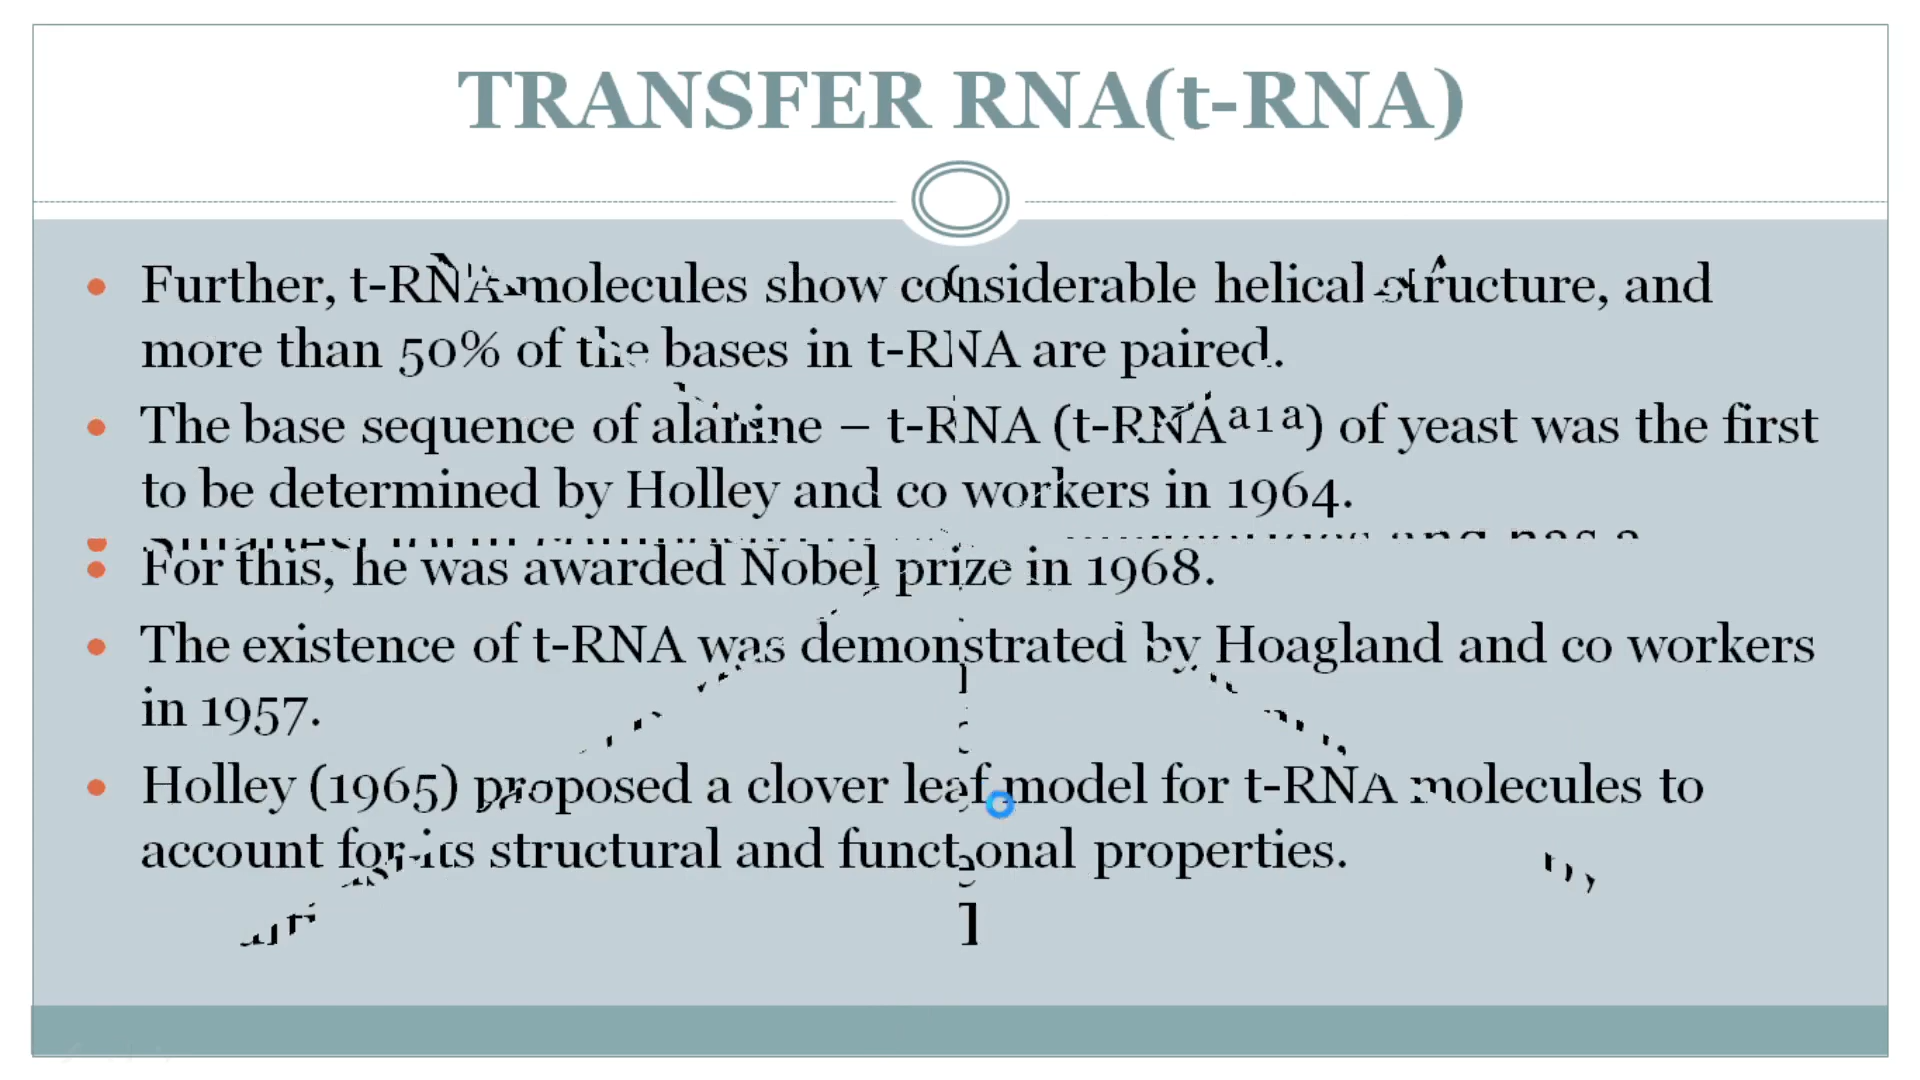 TRANSFER RNA(t-RNA)
Further, t-RNA molecules show considerable helical structure, and
more than 50% of the bases in t-RNA are paired.
The base sequence of alanine – t-RNA (t-RNAᵃ¹ᵃ) of yeast was the first
to be determined by Holley and co workers in 1964.
For this, he was awarded Nobel prize in 1968.
The existence of t-RNA was demonstrated by Hoagland and co workers
in 1957.
Holley (1965) proposed a clover leaf model for t-RNA molecules to
account for its structural and functional properties.